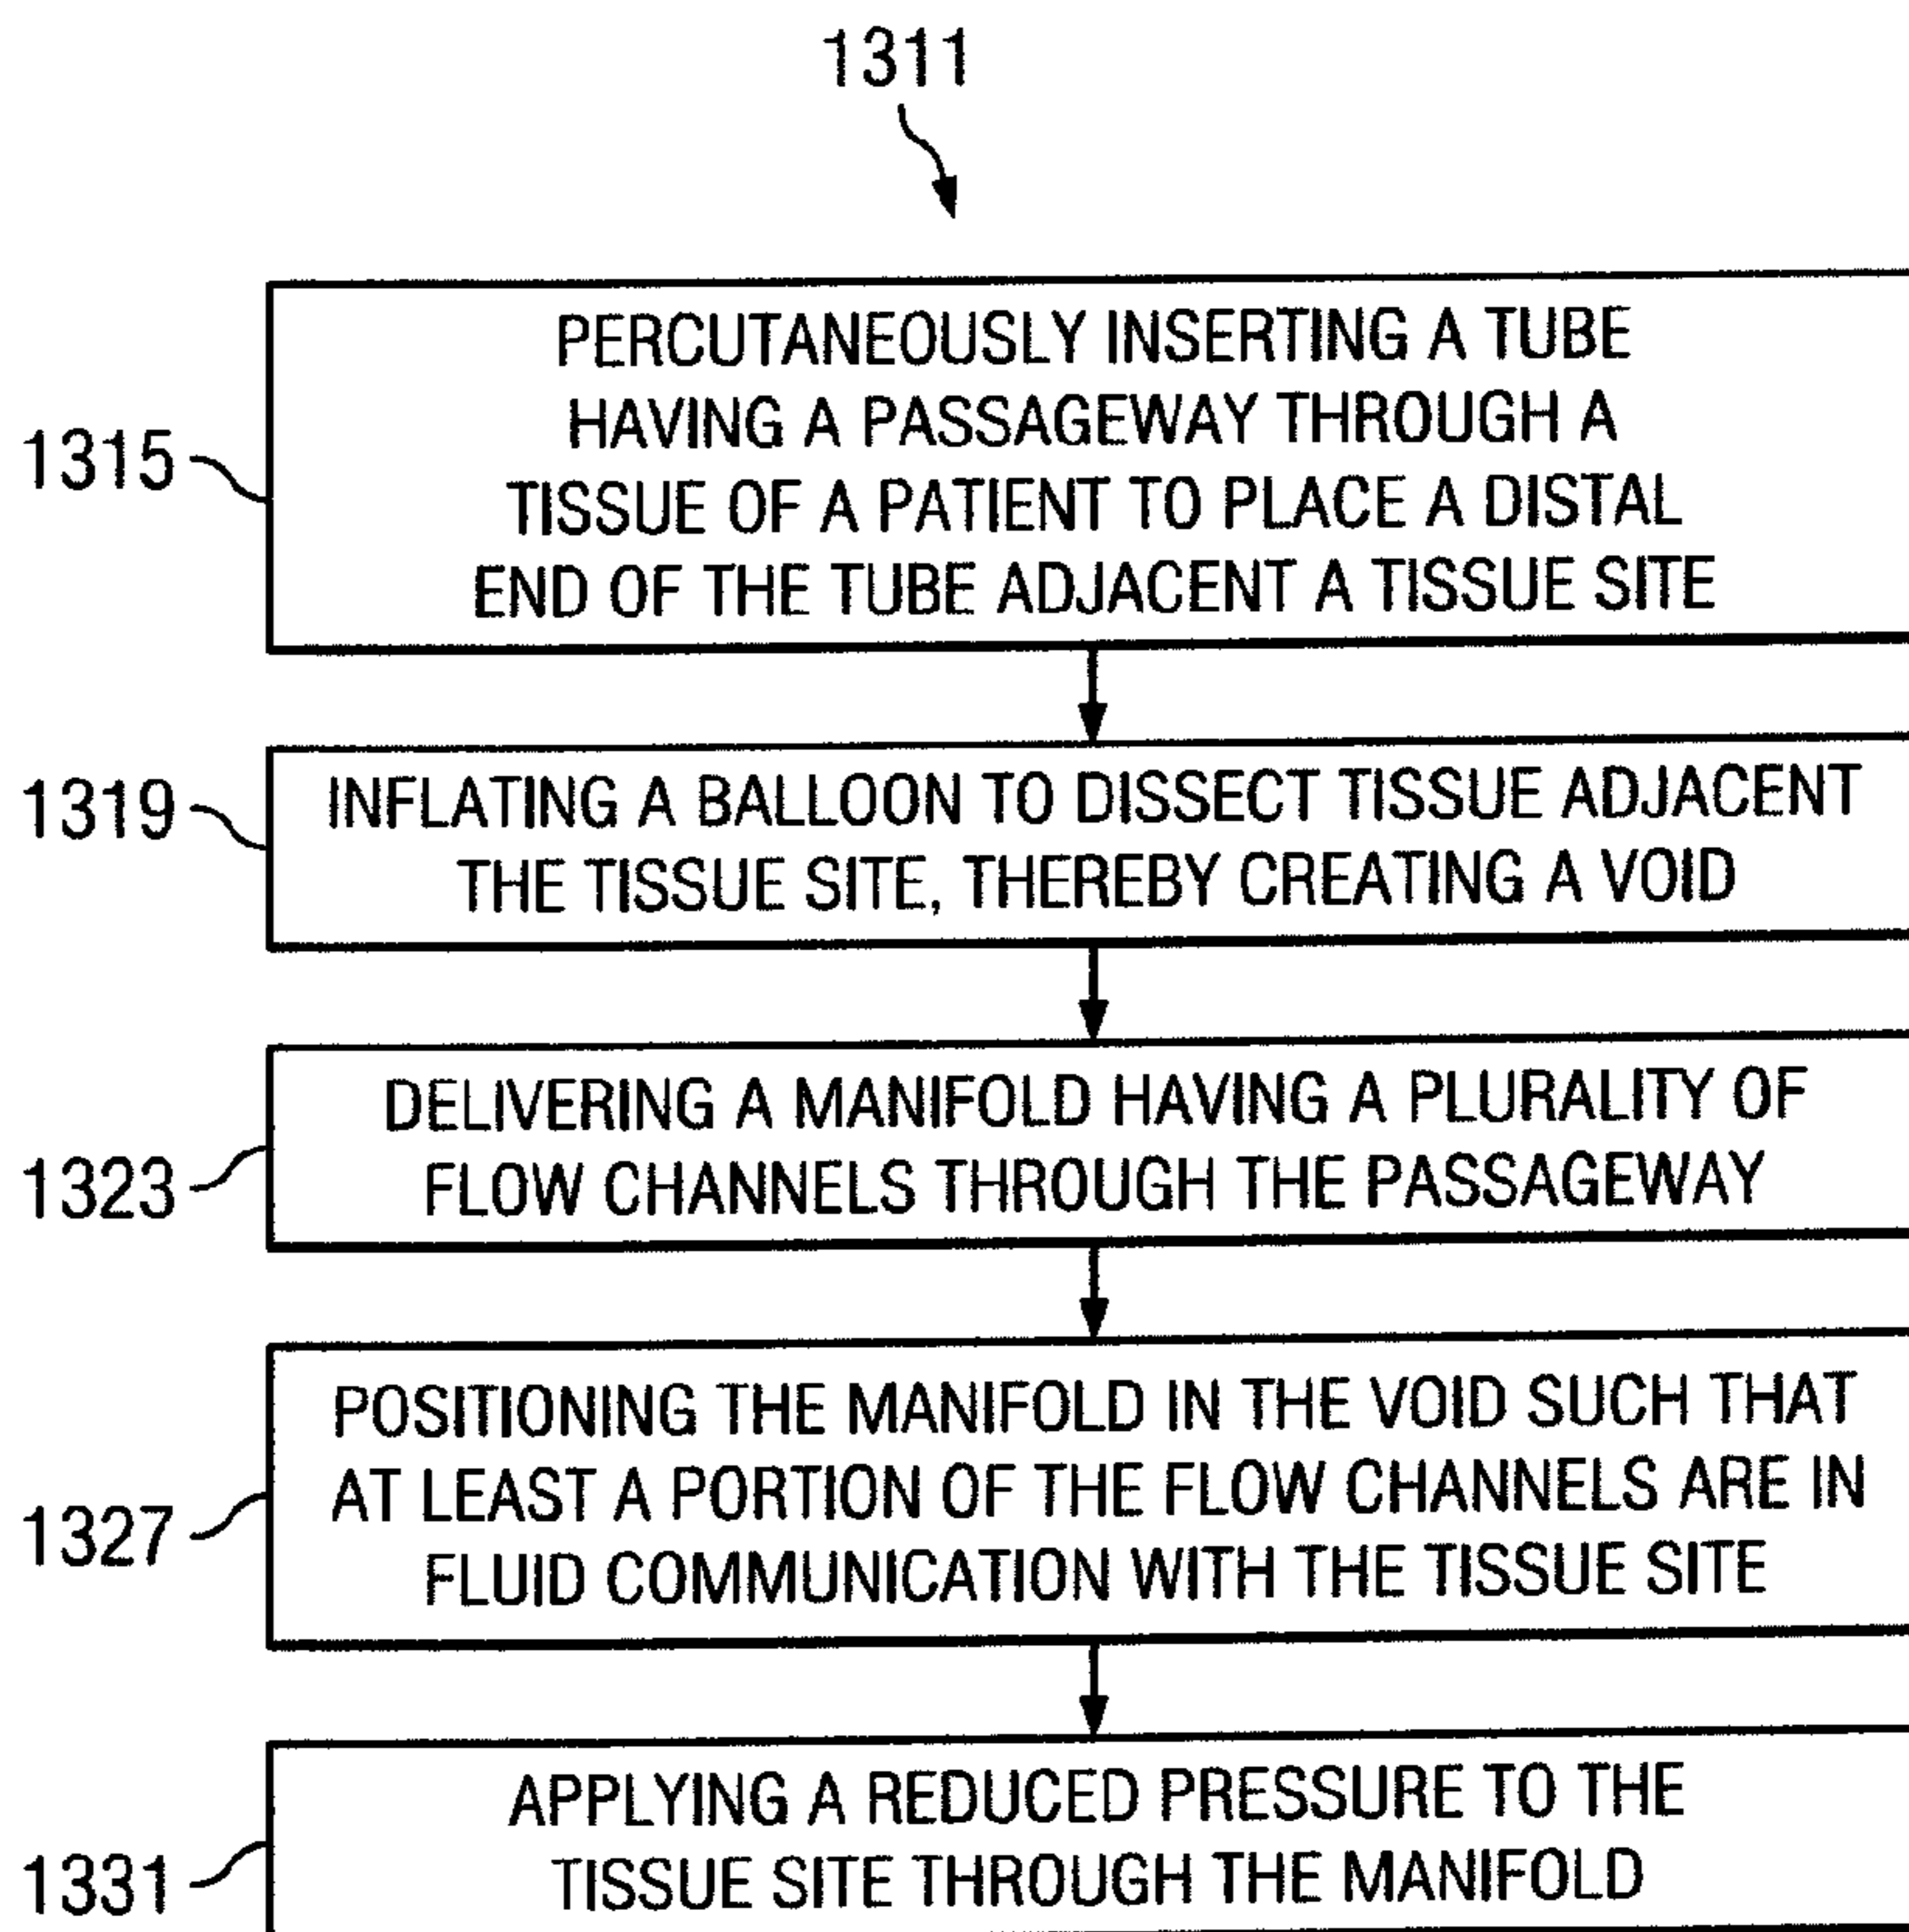 1311
1315
PERCUTANEOUSLY INSERTING A TUBE
HAVING A PASSAGEWAY THROUGH A
TISSUE OF A PATIENT TO PLACE A DISTAL
END OF THE TUBE ADJACENT A TISSUE SITE
1319
INFLATING A BALLOON TO DISSECT TISSUE ADJACENT
THE TISSUE SITE, THEREBY CREATING A VOID
1323
DELIVERING A MANIFOLD HAVING A PLURALITY OF
FLOW CHANNELS THROUGH THE PASSAGEWAY
1327
POSITIONING THE MANIFOLD IN THE VOID SUCH THAT
AT LEAST A PORTION OF THE FLOW CHANNELS ARE IN
FLUID COMMUNICATION WITH THE TISSUE SITE
1331
APPLYING A REDUCED PRESSURE TO THE
TISSUE SITE THROUGH THE MANIFOLD